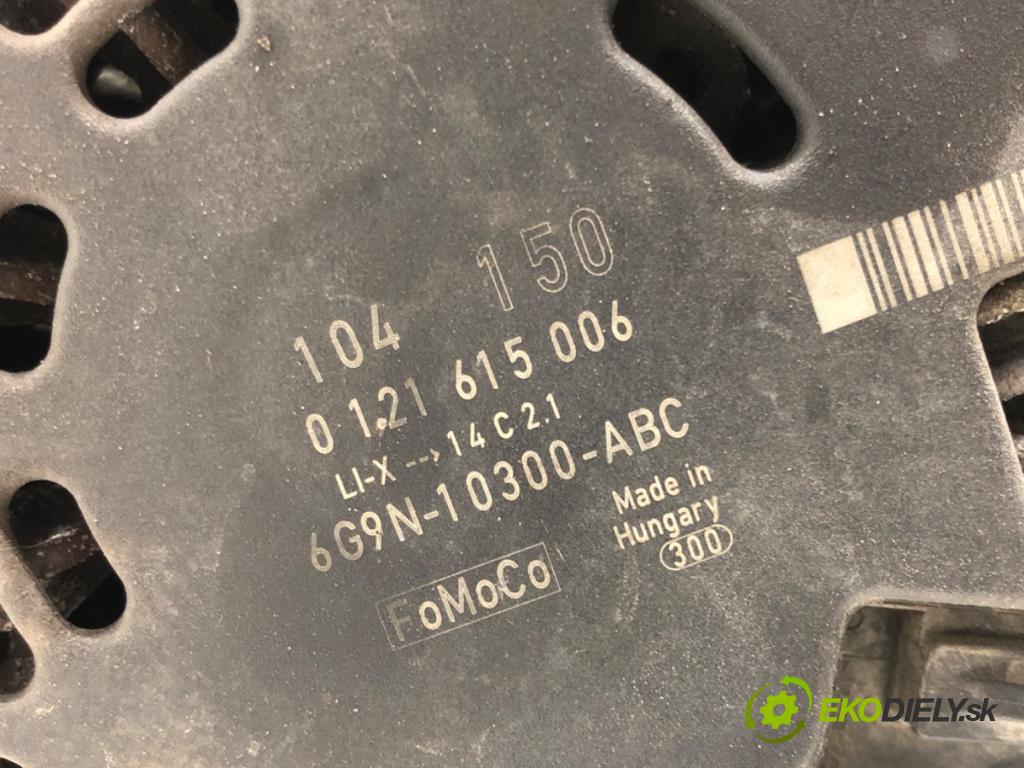 104 150
0 121 615 006
LI-X --→ 14 C 2.1
6G9N-10300-ABC
FoMoCo
Made in
Hungary
300
EKODIELY.sk